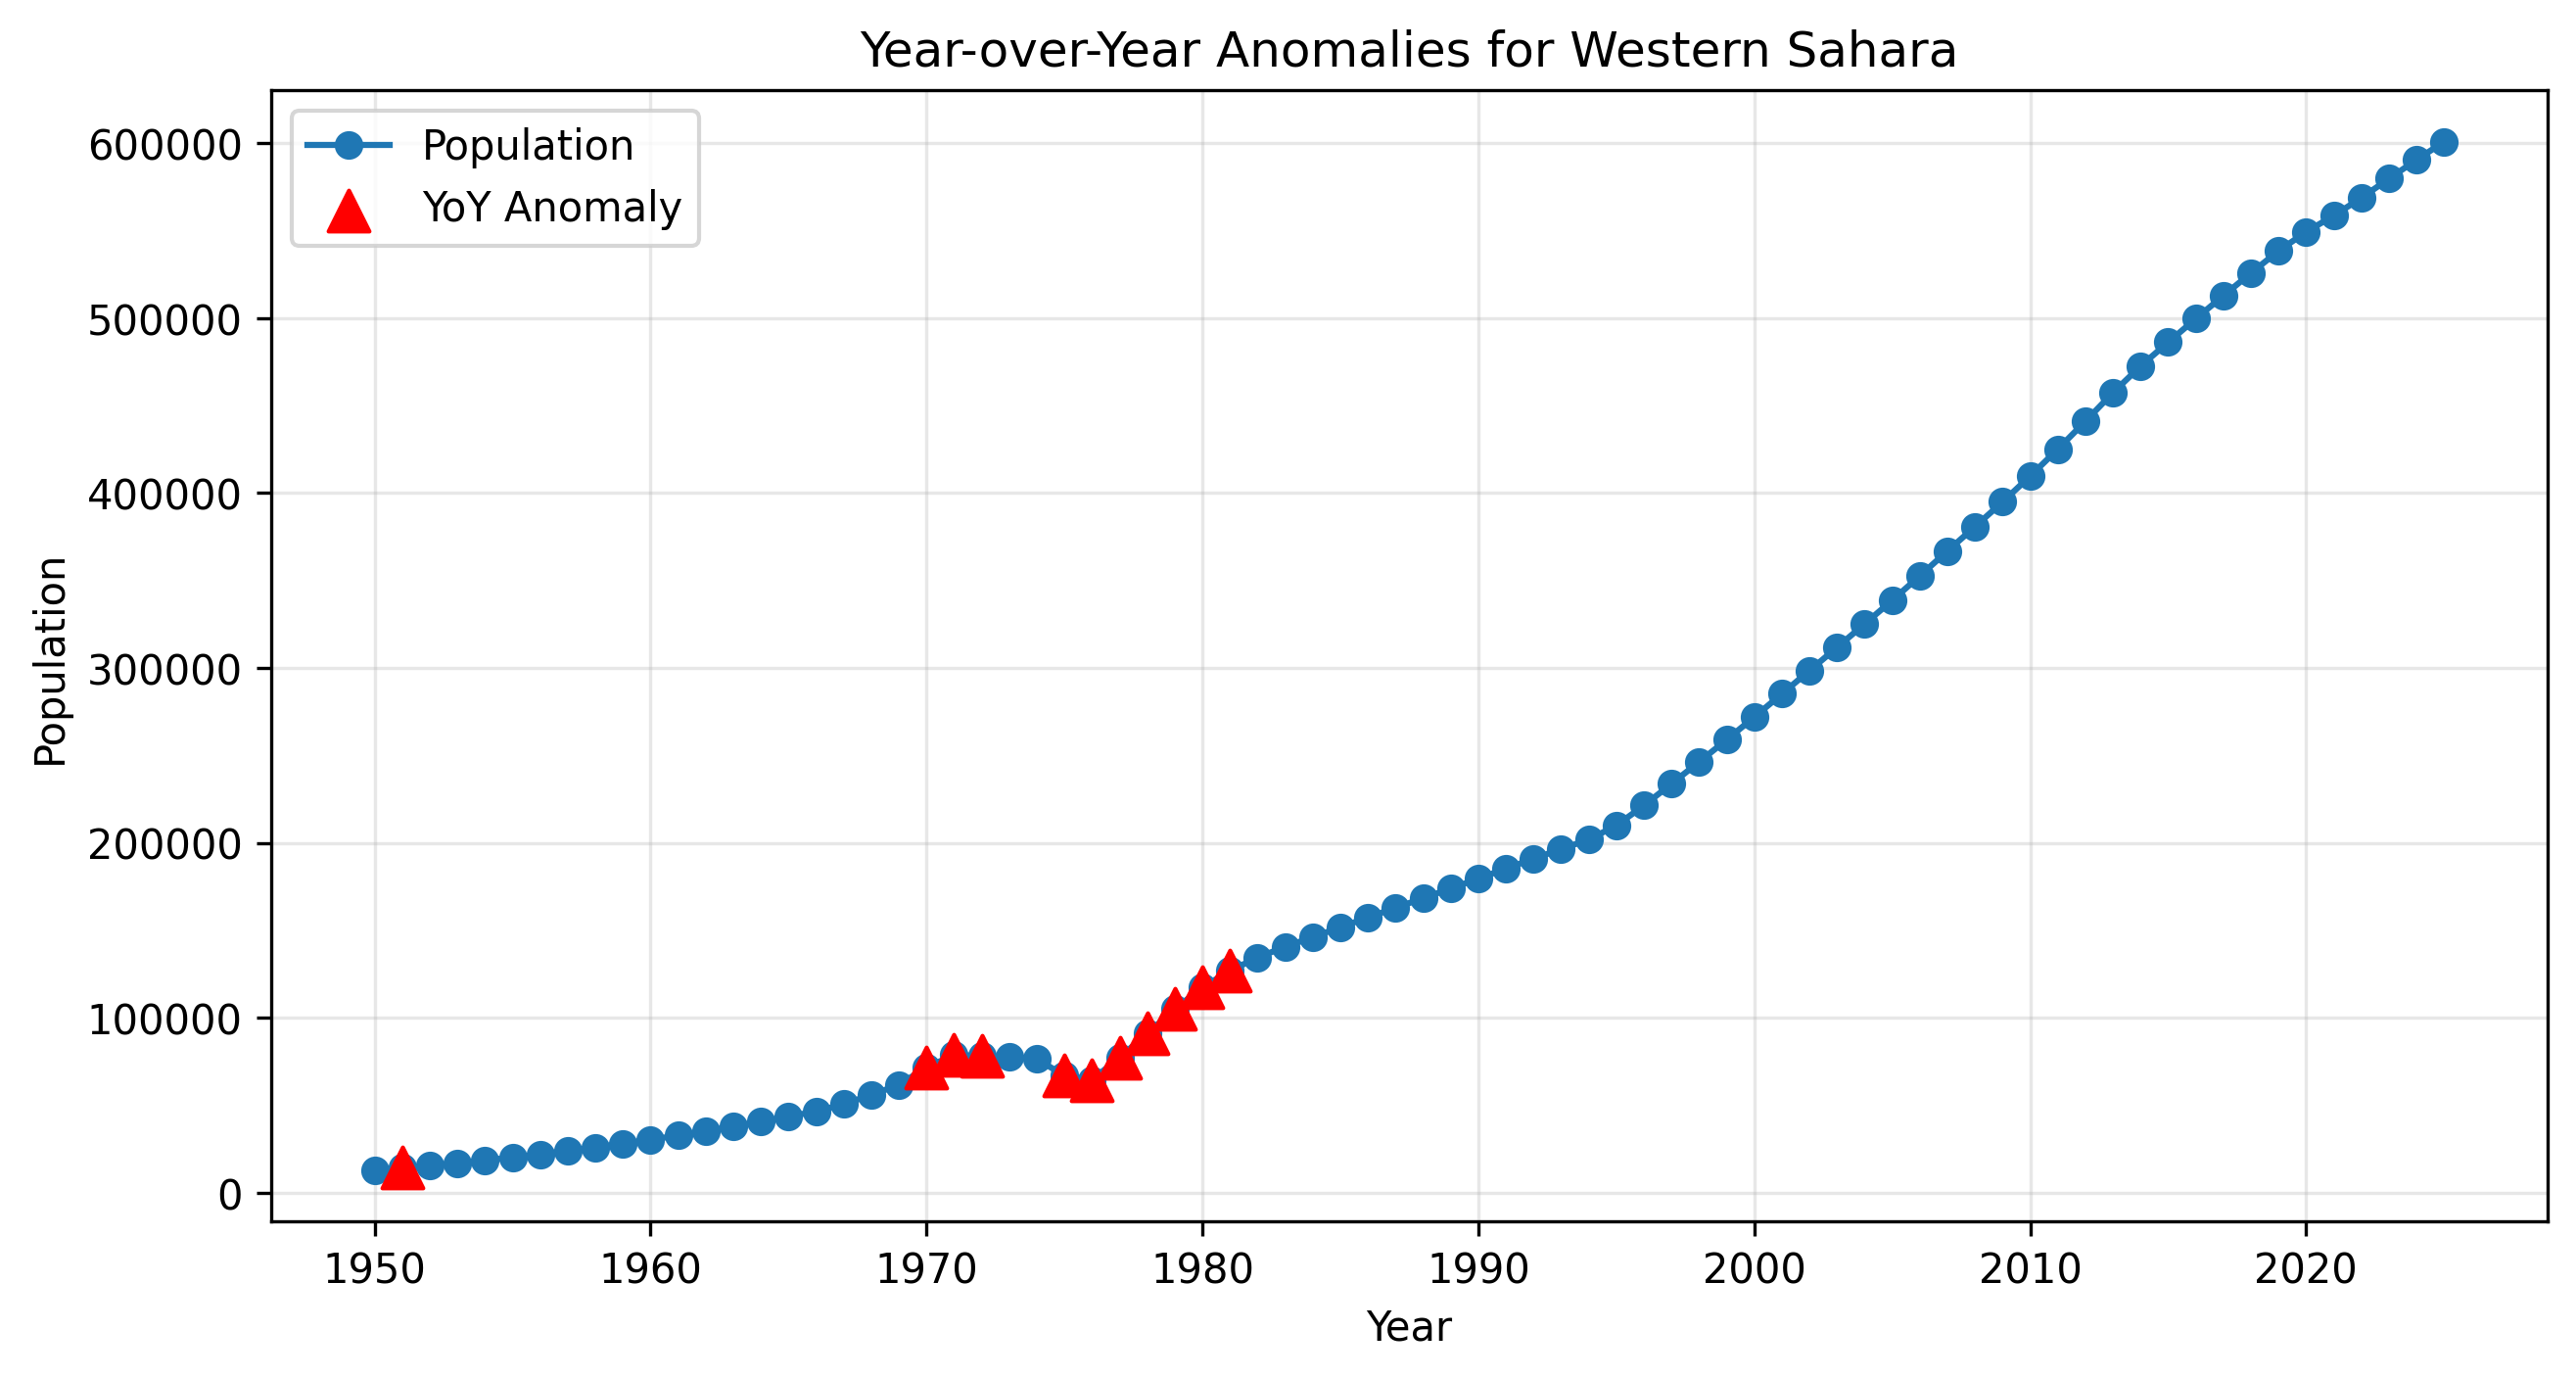 Year-over-Year Anomalies for Western Sahara
Population
YoY Anomaly
600000
500000
400000
300000
200000
100000
0
Population
1950 1960 1970 1980 1990 2000 2010 2020
Year